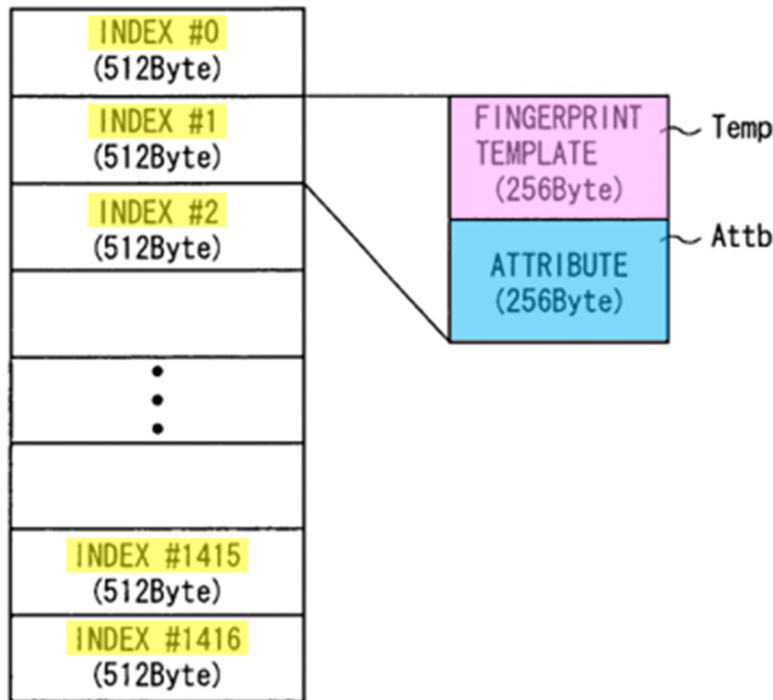 INDEX #0
(512Byte)
INDEX #1
(512Byte)
INDEX #2
(512Byte)
INDEX #1415
(512Byte)
INDEX #1416
(512Byte)
FINGERPRINT
TEMPLATE
(256Byte)
Temp
ATTRIBUTE
(256Byte)
Attb